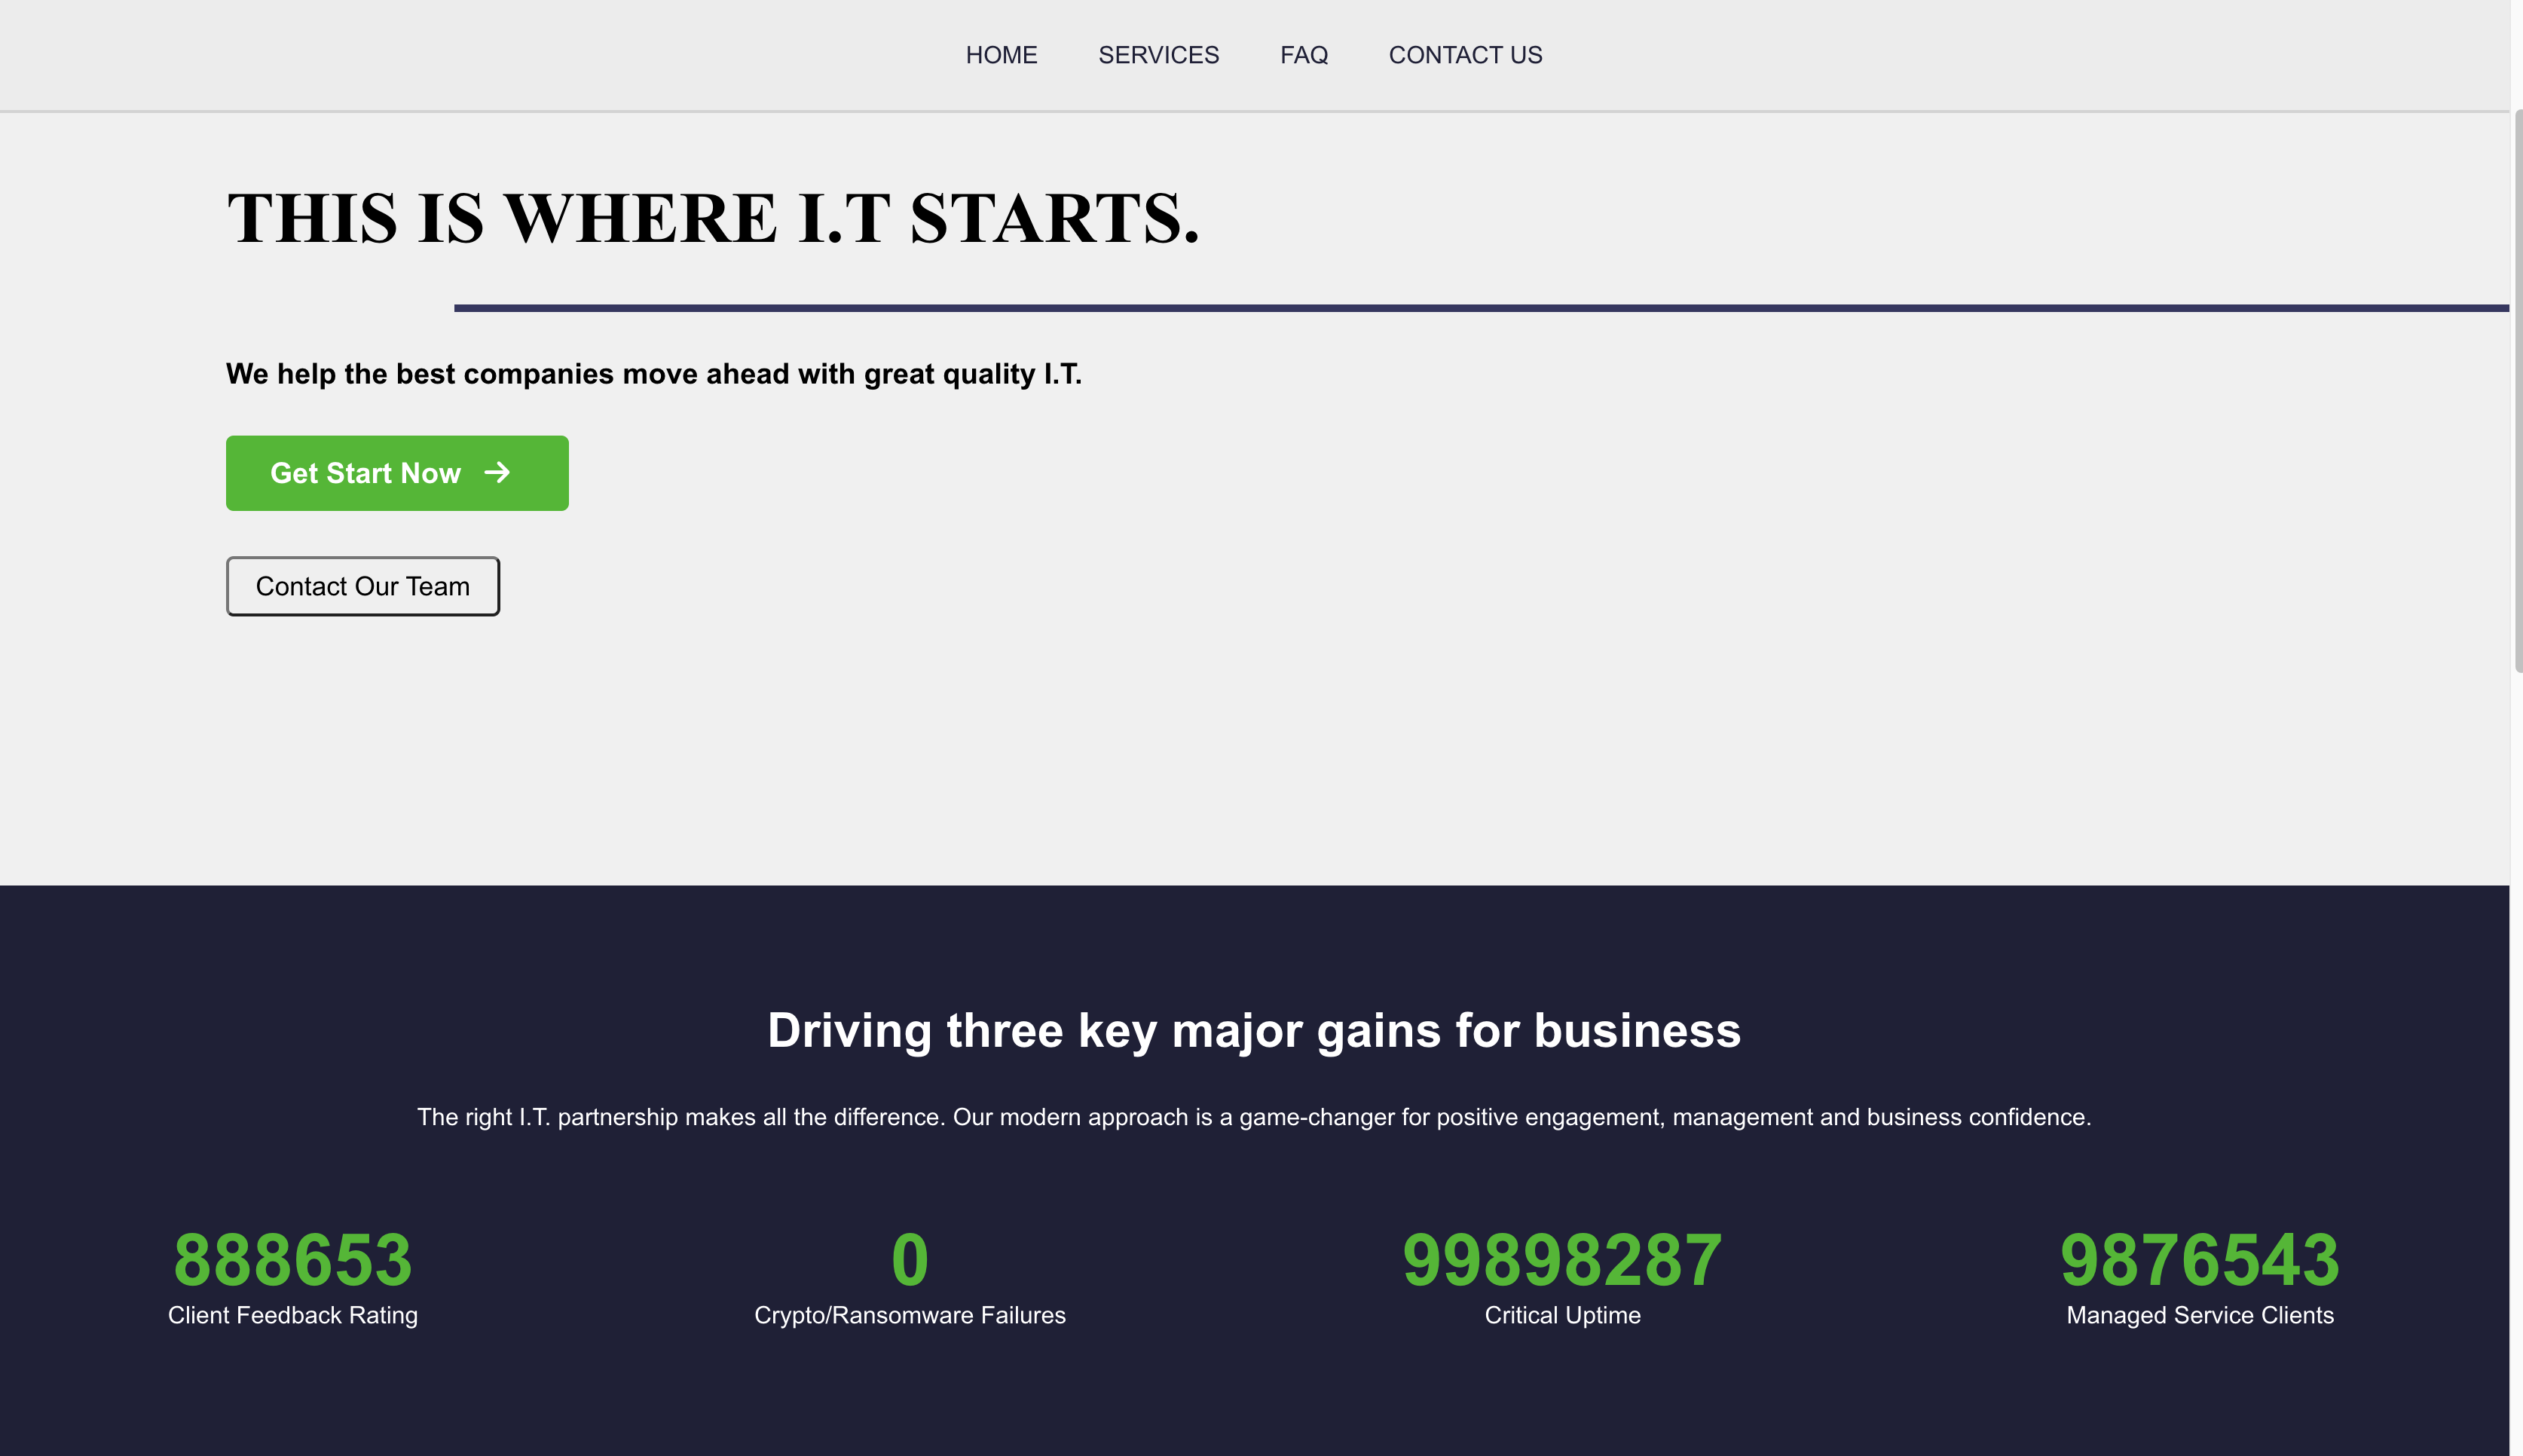 HOME SERVICES FAQ CONTACT US
THIS IS WHERE I.T STARTS.
We help the best companies move ahead with great quality I.T.
Get Start Now
Contact Our Team
Driving three key major gains for business
The right I.T. partnership makes all the difference. Our modern approach is a game-changer for positive engagement, management and business confidence.
888653 0 99898287 9876543
Client Feedback Rating Crypto/Ransomware Failures Critical Uptime Managed Service Clients